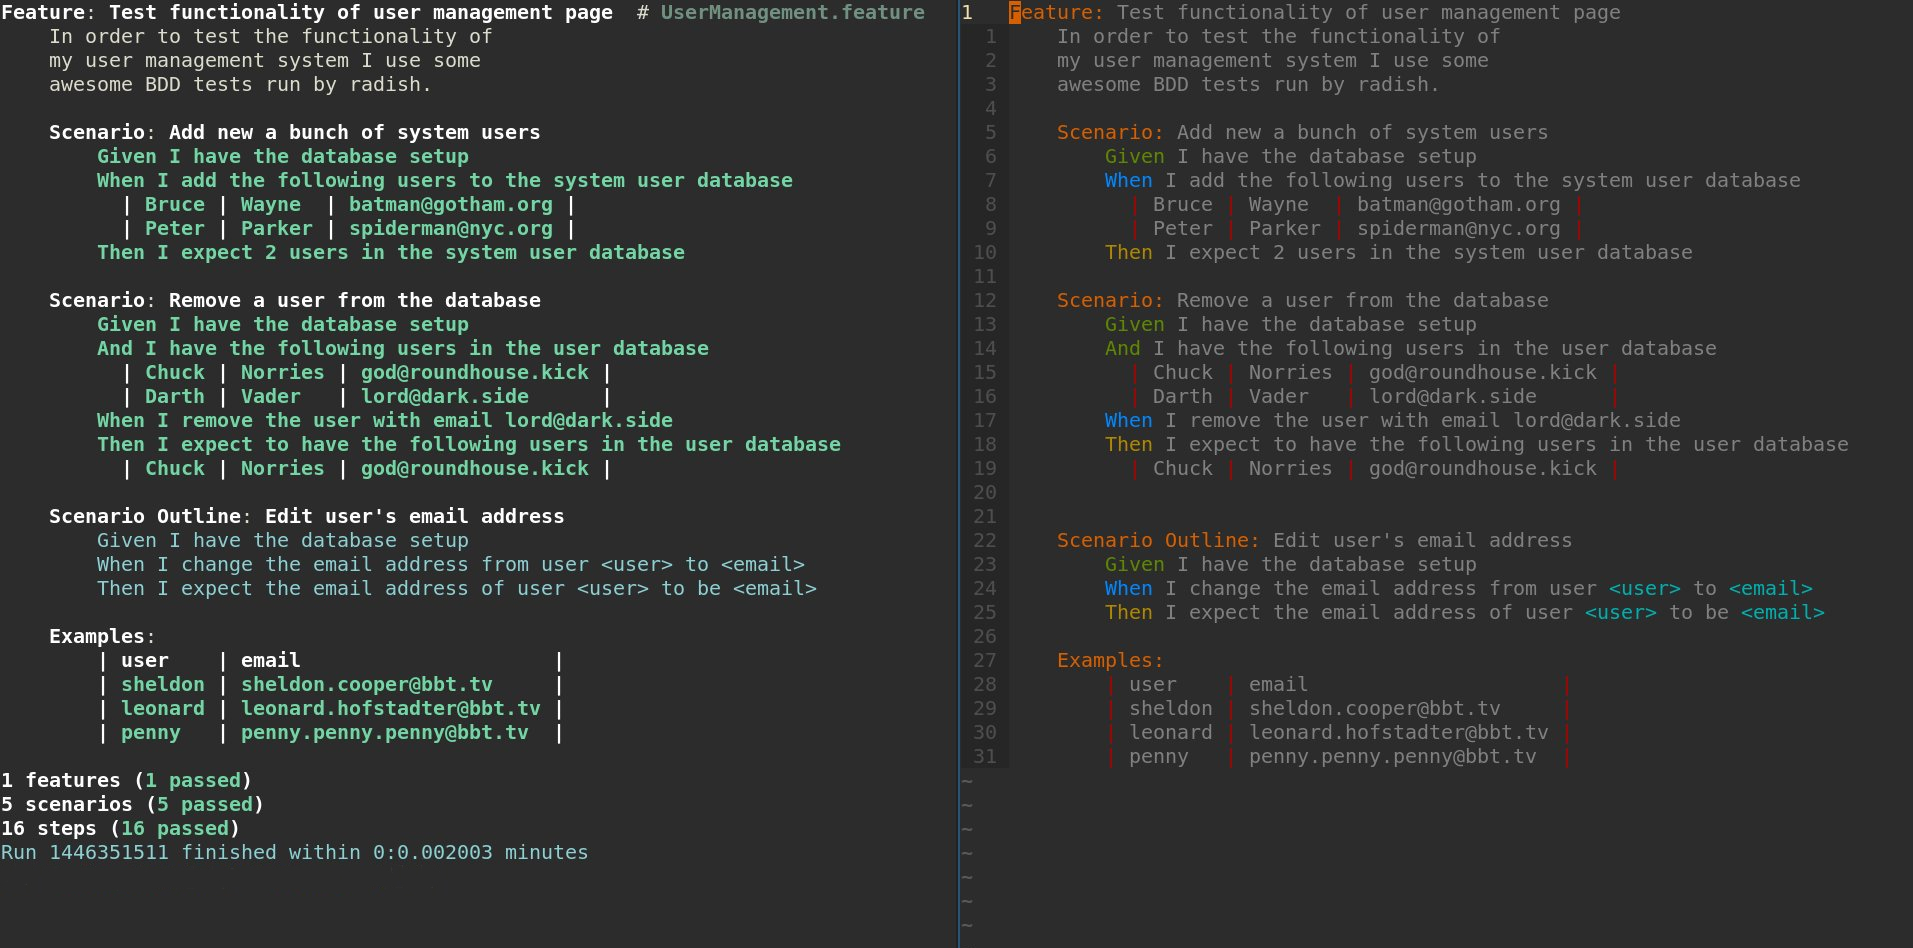 Feature: Test functionality of user management page  # UserManagement.feature
    In order to test the functionality of
    my user management system I use some
    awesome BDD tests run by radish.

    Scenario: Add new a bunch of system users
        Given I have the database setup
        When I add the following users to the system user database
          | Bruce | Wayne  | batman@gotham.org |
          | Peter | Parker | spiderman@nyc.org |
        Then I expect 2 users in the system user database

    Scenario: Remove a user from the database
        Given I have the database setup
        And I have the following users in the user database
          | Chuck | Norries | god@roundhouse.kick |
          | Darth | Vader   | lord@dark.side      |
        When I remove the user with email lord@dark.side
        Then I expect to have the following users in the user database
          | Chuck | Norries | god@roundhouse.kick |

    Scenario Outline: Edit user's email address
        Given I have the database setup
        When I change the email address from user <user> to <email>
        Then I expect the email address of user <user> to be <email>

    Examples:
        | user    | email                     |
        | sheldon | sheldon.cooper@bbt.tv     |
        | leonard | leonard.hofstadter@bbt.tv |
        | penny   | penny.penny.penny@bbt.tv  |

1 features (1 passed)
5 scenarios (5 passed)
16 steps (16 passed)
Run 1446351511 finished within 0:0.002003 minutes
1   Feature: Test functionality of user management page
  1     In order to test the functionality of
  2     my user management system I use some
  3     awesome BDD tests run by radish.
  4
  5     Scenario: Add new a bunch of system users
  6         Given I have the database setup
  7         When I add the following users to the system user database
  8           | Bruce | Wayne  | batman@gotham.org |
  9           | Peter | Parker | spiderman@nyc.org |
 10         Then I expect 2 users in the system user database
 11
 12     Scenario: Remove a user from the database
 13         Given I have the database setup
 14         And I have the following users in the user database
 15           | Chuck | Norries | god@roundhouse.kick |
 16           | Darth | Vader   | lord@dark.side      |
 17         When I remove the user with email lord@dark.side
 18         Then I expect to have the following users in the user database
 19           | Chuck | Norries | god@roundhouse.kick |
 20
 21
 22     Scenario Outline: Edit user's email address
 23         Given I have the database setup
 24         When I change the email address from user <user> to <email>
 25         Then I expect the email address of user <user> to be <email>
 26
 27     Examples:
 28         | user    | email                     |
 29         | sheldon | sheldon.cooper@bbt.tv     |
 30         | leonard | leonard.hofstadter@bbt.tv |
 31         | penny   | penny.penny.penny@bbt.tv  |
~
~
~
~
~
~
~